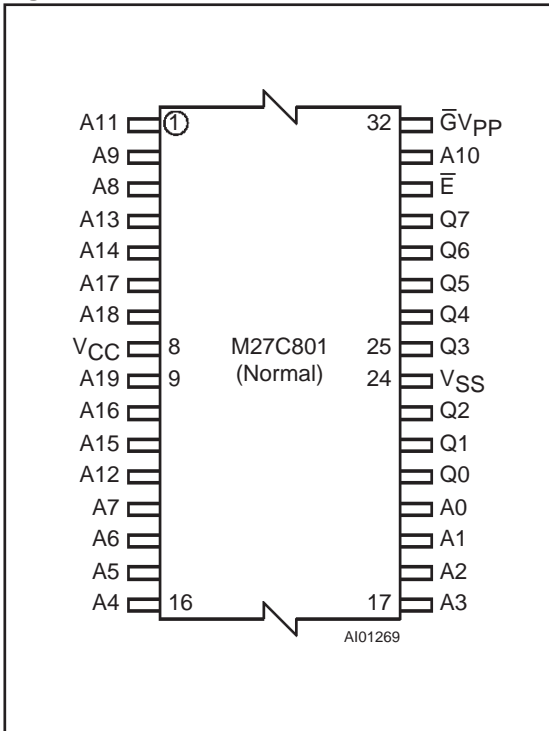 A11 1 32 G̅VPP
A9 A10
A8 E̅
A13 Q7
A14 Q6
A17 Q5
A18 Q4
VCC 8 M27C801 25 Q3
A19 9 (Normal) 24 VSS
A16 Q2
A15 Q1
A12 Q0
A7 A0
A6 A1
A5 A2
A4 16 17 A3
AI01269